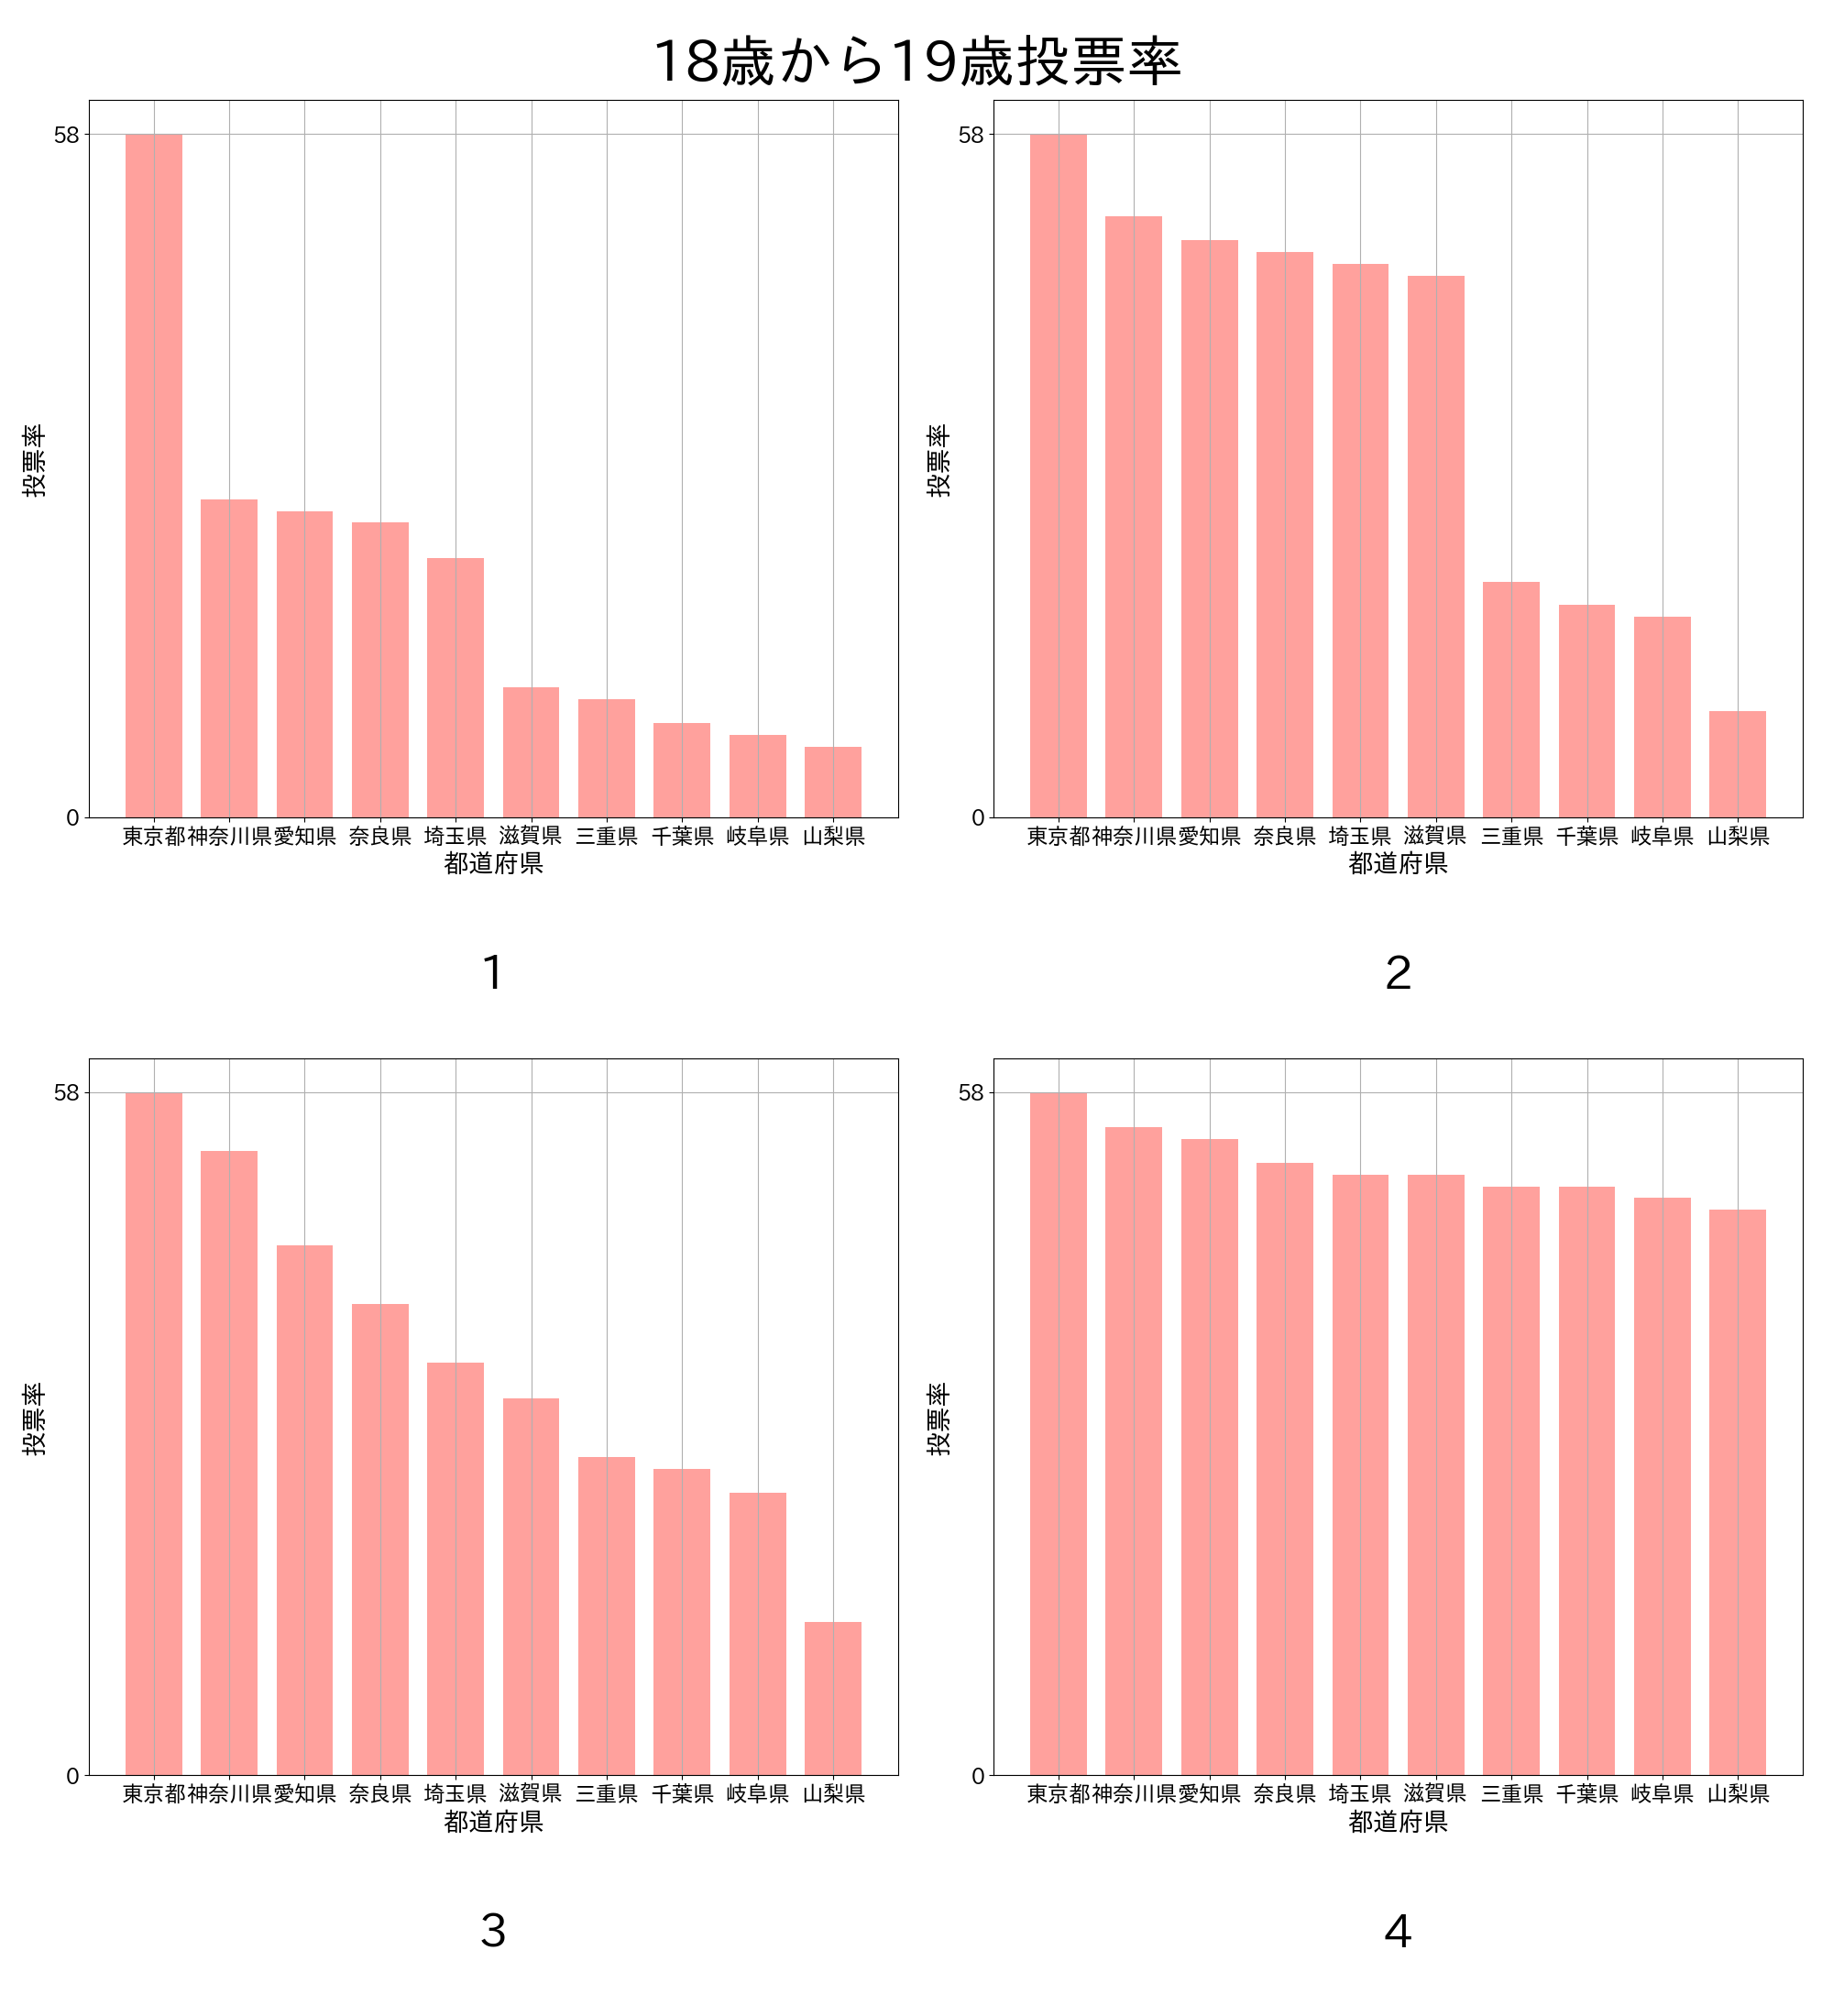 18歳から19歳投票率
58
0
投票率
東京都 神奈川県 愛知県 奈良県 埼玉県 滋賀県 三重県 千葉県 岐阜県 山梨県
都道府県
1
58
0
投票率
東京都 神奈川県 愛知県 奈良県 埼玉県 滋賀県 三重県 千葉県 岐阜県 山梨県
都道府県
2
58
0
投票率
東京都 神奈川県 愛知県 奈良県 埼玉県 滋賀県 三重県 千葉県 岐阜県 山梨県
都道府県
3
58
0
投票率
東京都 神奈川県 愛知県 奈良県 埼玉県 滋賀県 三重県 千葉県 岐阜県 山梨県
都道府県
4